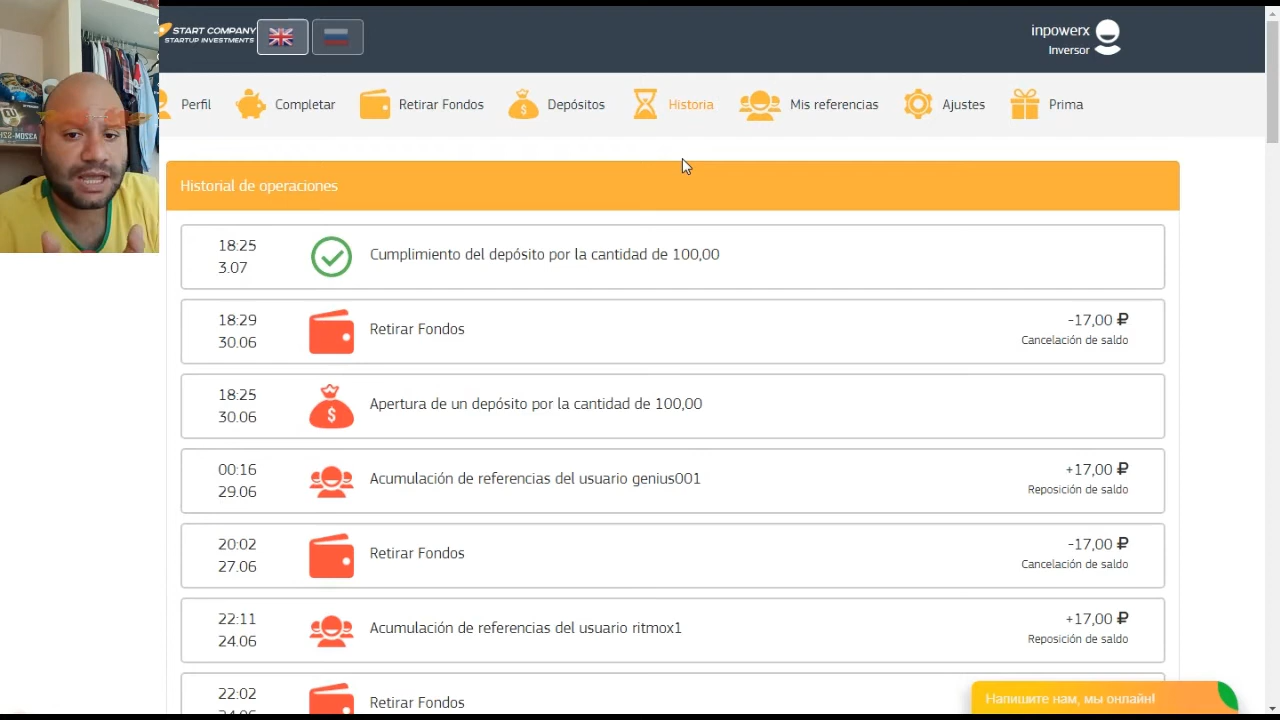 START COMPANY
STARTUP INVESTMENTS
inpowerx
Inversor
Perfil
Completar
Retirar Fondos
Depósitos
Historia
Mis referencias
Ajustes
Prima
Historial de operaciones
18:25
3.07
Cumplimiento del depósito por la cantidad de 100,00
18:29
30.06
Retirar Fondos
-17,00 ₽
Cancelación de saldo
18:25
30.06
Apertura de un depósito por la cantidad de 100,00
00:16
29.06
Acumulación de referencias del usuario genius001
+17,00 ₽
Reposición de saldo
20:02
27.06
Retirar Fondos
-17,00 ₽
Cancelación de saldo
22:11
24.06
Acumulación de referencias del usuario ritmox1
+17,00 ₽
Reposición de saldo
22:02
24.06
Retirar Fondos
Напишите нам, мы онлайн!